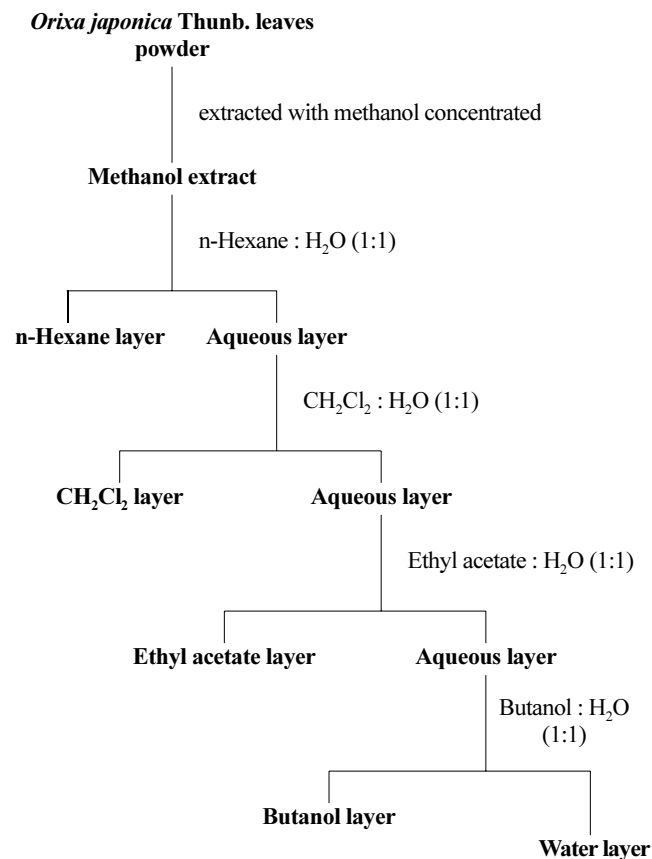 Orixa japonica Thunb. leaves
powder
extracted with methanol concentrated
Methanol extract
n-Hexane : H₂O (1:1)
n-Hexane layer
Aqueous layer
CH₂Cl₂ : H₂O (1:1)
CH₂Cl₂ layer
Aqueous layer
Ethyl acetate : H₂O (1:1)
Ethyl acetate layer
Aqueous layer
Butanol : H₂O
(1:1)
Butanol layer
Water layer